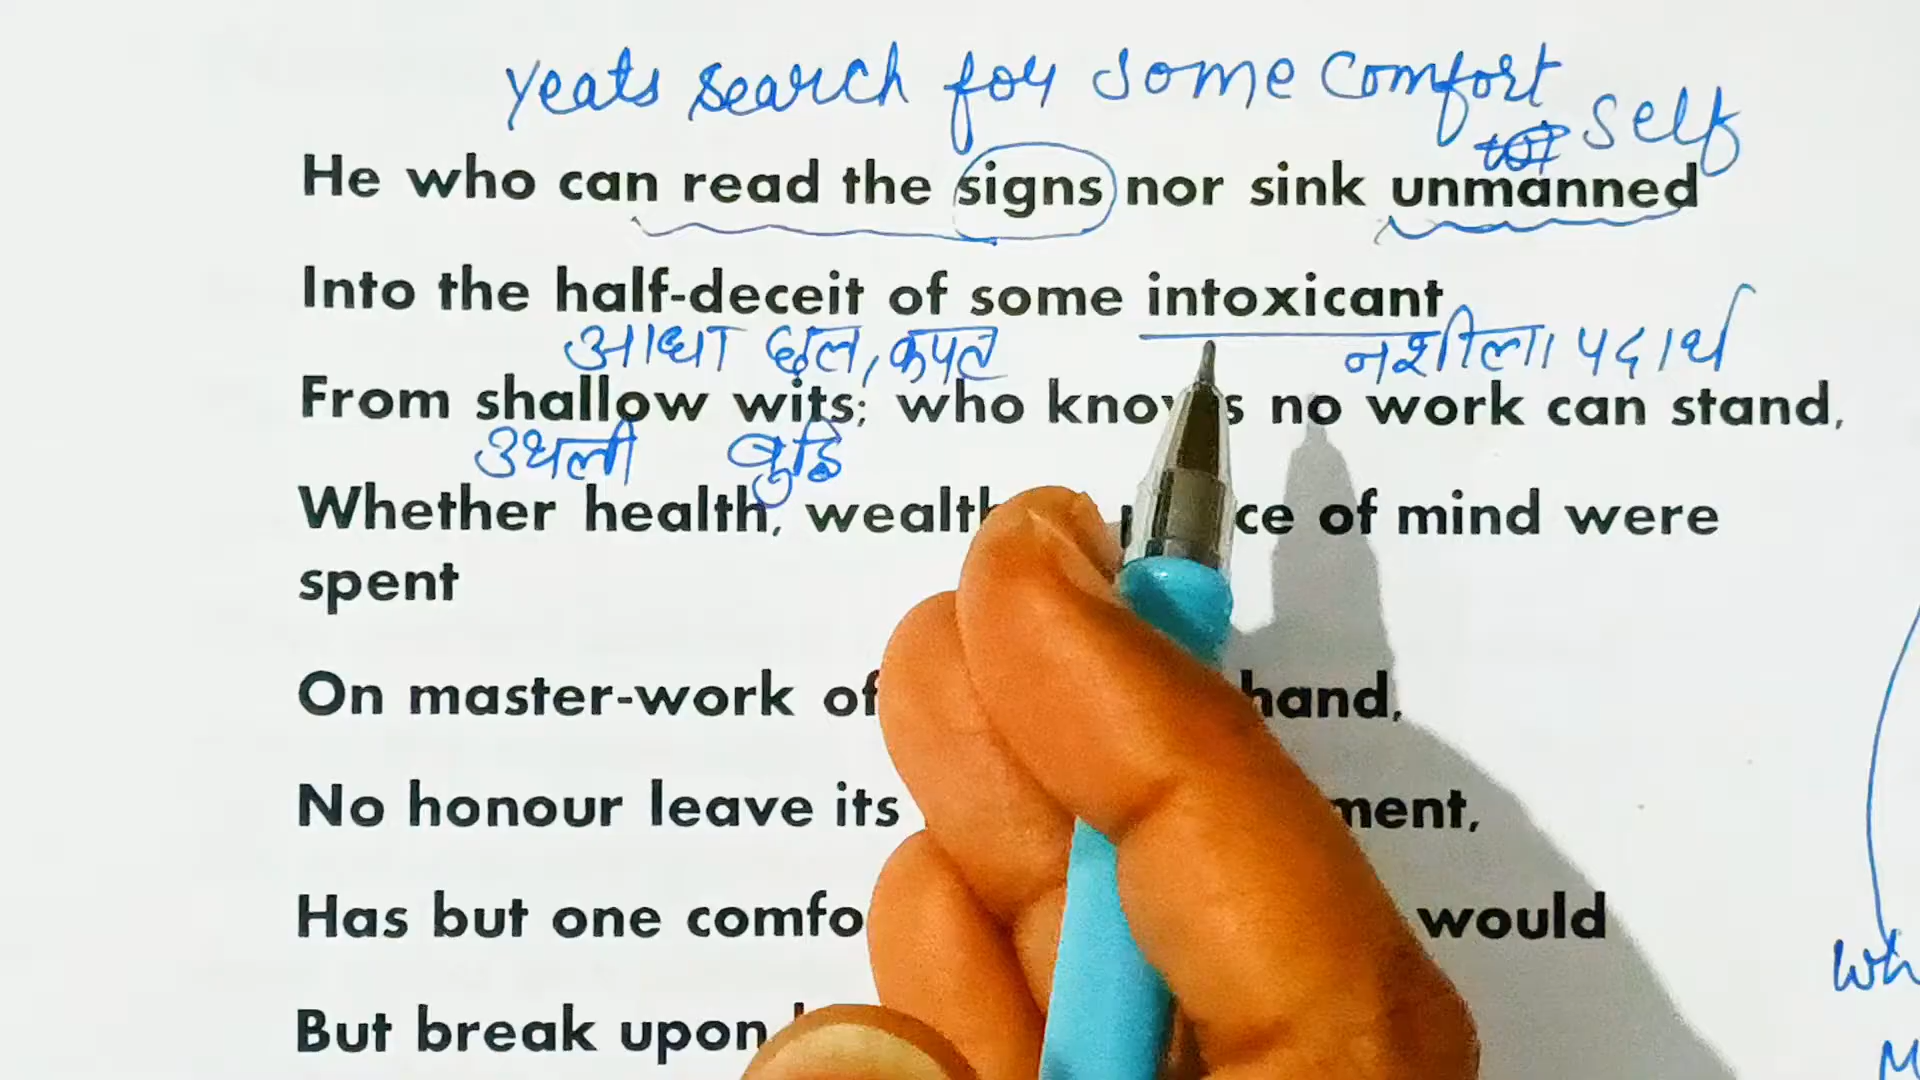 Yeats search for some comfort
self
He who can read the signs nor sink unmanned
Into the half-deceit of some intoxicant
आधा छल, कपट नशीला पदार्थ
From shallow wits; who knows no work can stand,
उथली बुद्धि
Whether health, wealth of mind were
spent
On master-work of hand,
No honour leave its
Has but one would
But break upon